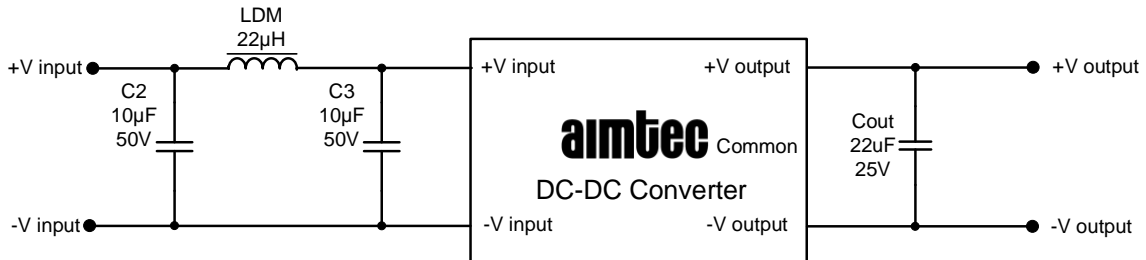 LDM
22µH
+V input
C2
10µF
50V
C3
10µF
50V
-V input
+V input
+V output
aimtec Common
DC-DC Converter
-V input
-V output
Cout
22uF
25V
+V output
-V output